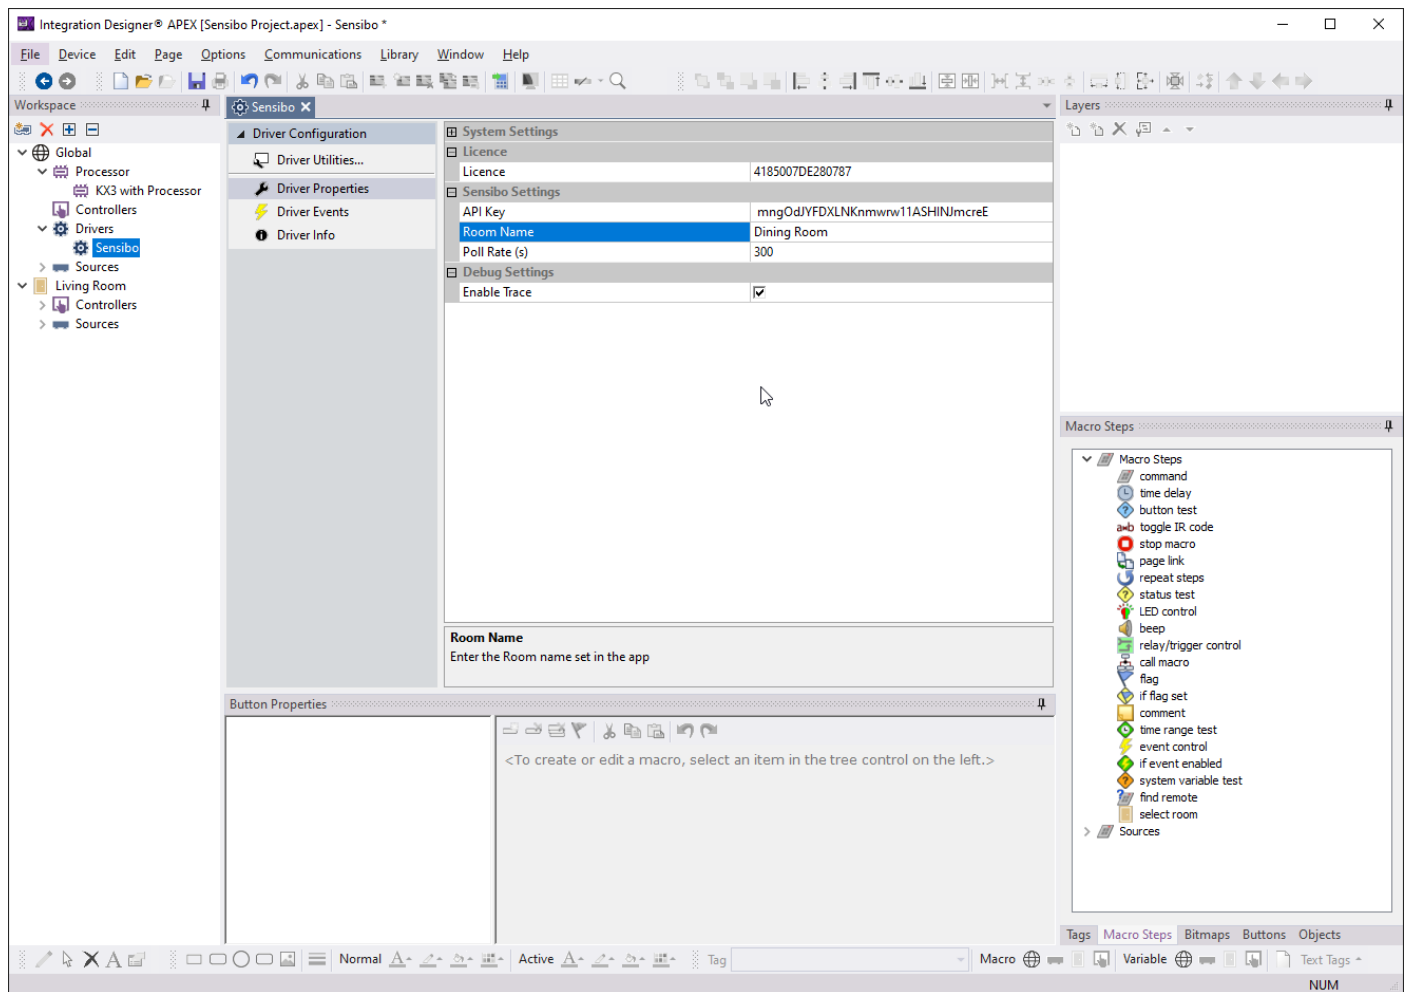 Integration Designer® APEX [Sensibo Project.apex] - Sensibo *
File Device Edit Page Options Communications Library Window Help
Workspace
Sensibo
Layers
Global
Processor
KX3 with Processor
Controllers
Drivers
Sensibo
Sources
Living Room
Controllers
Sources
Driver Configuration
Driver Utilities...
Driver Properties
Driver Events
Driver Info
System Settings
Licence
Licence 4185007DE280787
Sensibo Settings
API Key mngOdJYFDXLNKnmwrw11ASHINJmcreE
Room Name Dining Room
Poll Rate (s) 300
Debug Settings
Enable Trace
Room Name
Enter the Room name set in the app
Button Properties
<To create or edit a macro, select an item in the tree control on the left.>
Macro Steps
Macro Steps
command
time delay
button test
a=b toggle IR code
stop macro
page link
repeat steps
status test
LED control
beep
relay/trigger control
call macro
flag
if flag set
comment
time range test
event control
if event enabled
system variable test
find remote
select room
Sources
Tags Macro Steps Bitmaps Buttons Objects
Normal Active Tag Macro Variable Text Tags
NUM